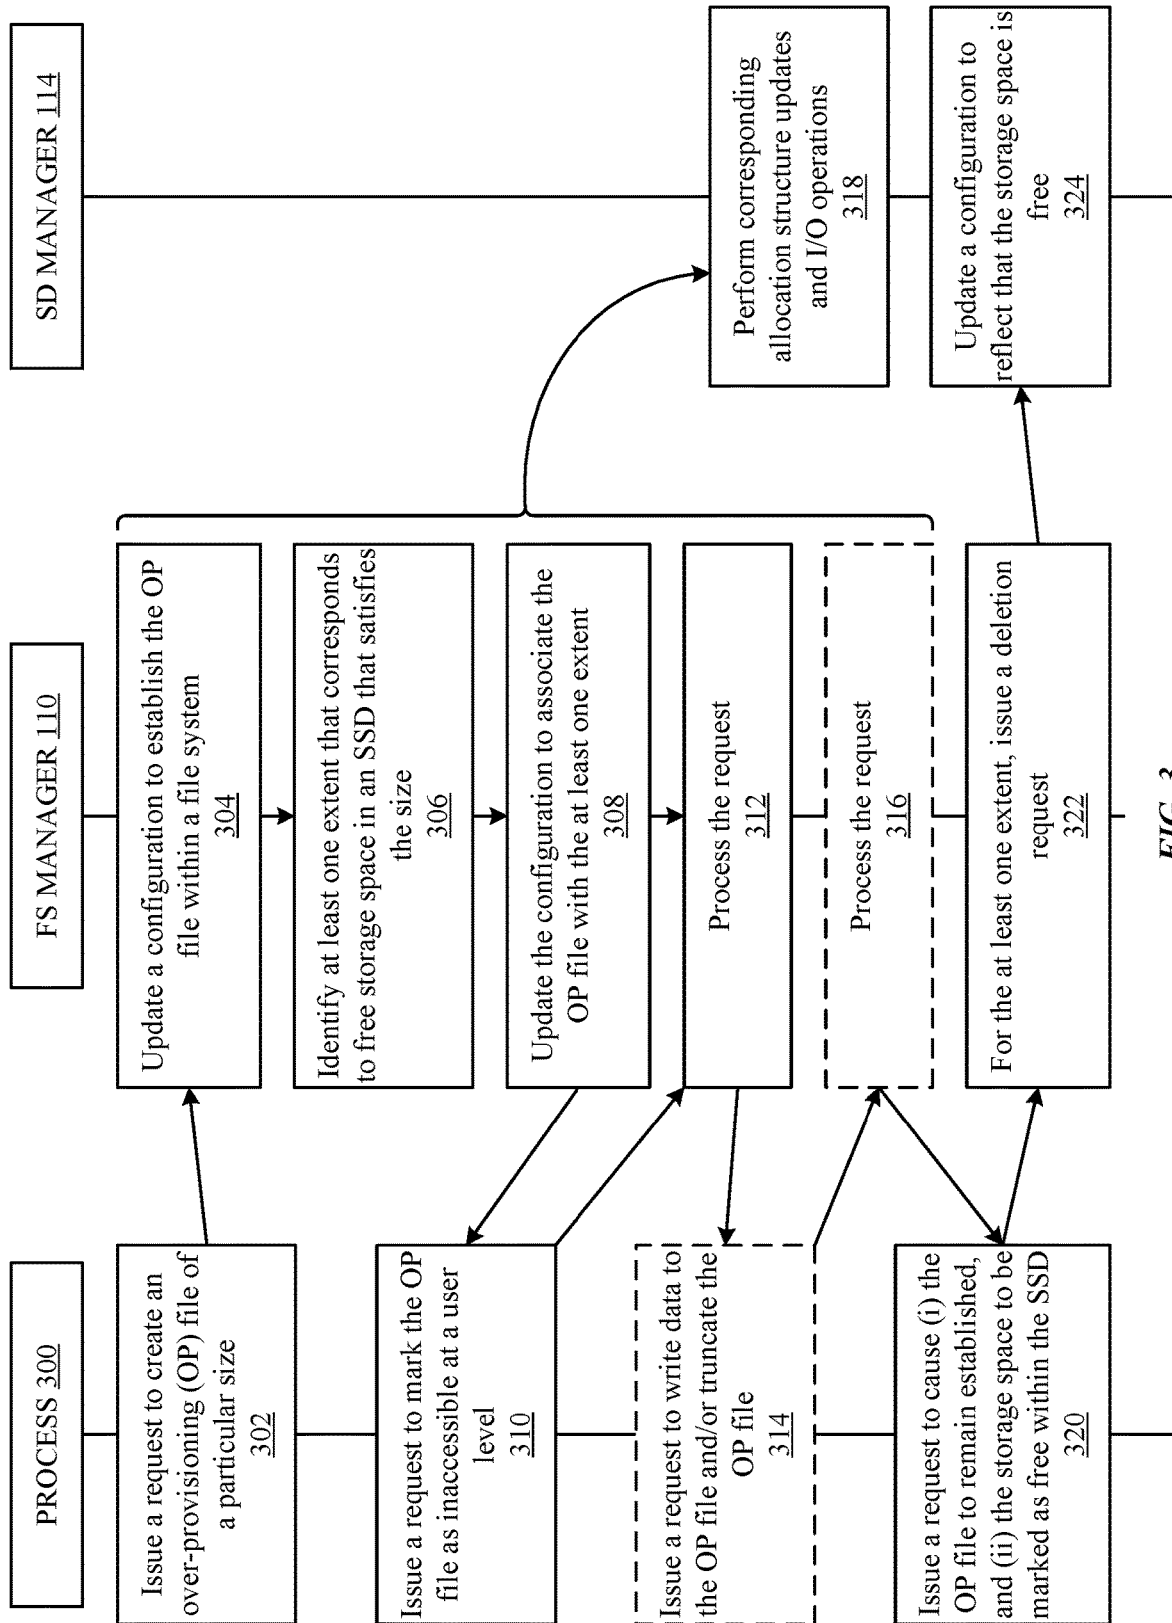 PROCESS 300
FS MANAGER 110
SD MANAGER 114
Issue a request to create an
over-provisioning (OP) file of
a particular size
302
Update a configuration to establish the OP
file within a file system
304
Identify at least one extent that corresponds
to free storage space in an SSD that satisfies
the size
306
Update the configuration to associate the
OP file with the at least one extent
308
Issue a request to mark the OP
file as inaccessible at a user
level
310
Process the request
312
Issue a request to write data to
the OP file and/or truncate the
OP file
314
Process the request
316
Perform corresponding
allocation structure updates
and I/O operations
318
Issue a request to cause (i) the
OP file to remain established,
and (ii) the storage space to be
marked as free within the SSD
320
For the at least one extent, issue a deletion
request
322
Update a configuration to
reflect that the storage space is
free
324
FIG. 3